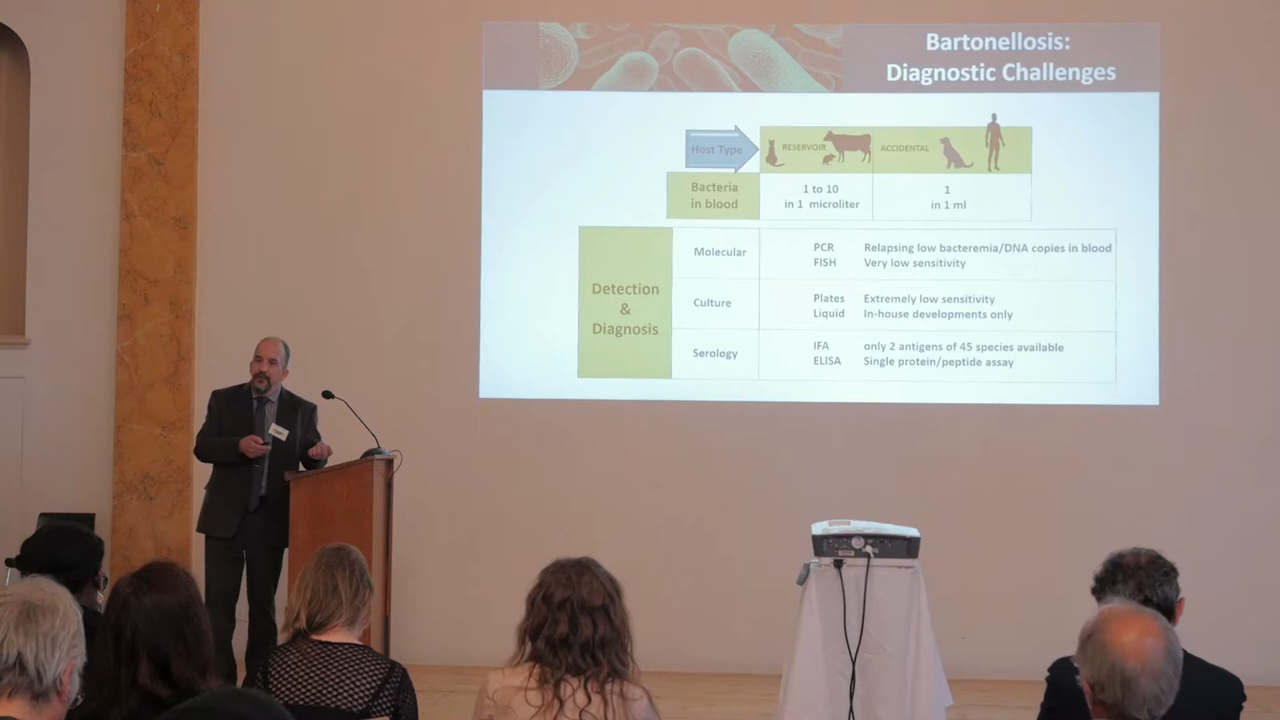 Bartonellosis:
Diagnostic Challenges
Host Type
RESERVOIR
ACCIDENTAL
Bacteria
in blood
1 to 10
in 1 microliter
1
in 1 ml
Detection
&
Diagnosis
Molecular
PCR Relapsing low bacteremia/DNA copies in blood
FISH Very low sensitivity
Culture
Plates Extremely low sensitivity
Liquid In-house developments only
Serology
IFA only 2 antigens of 45 species available
ELISA Single protein/peptide assay